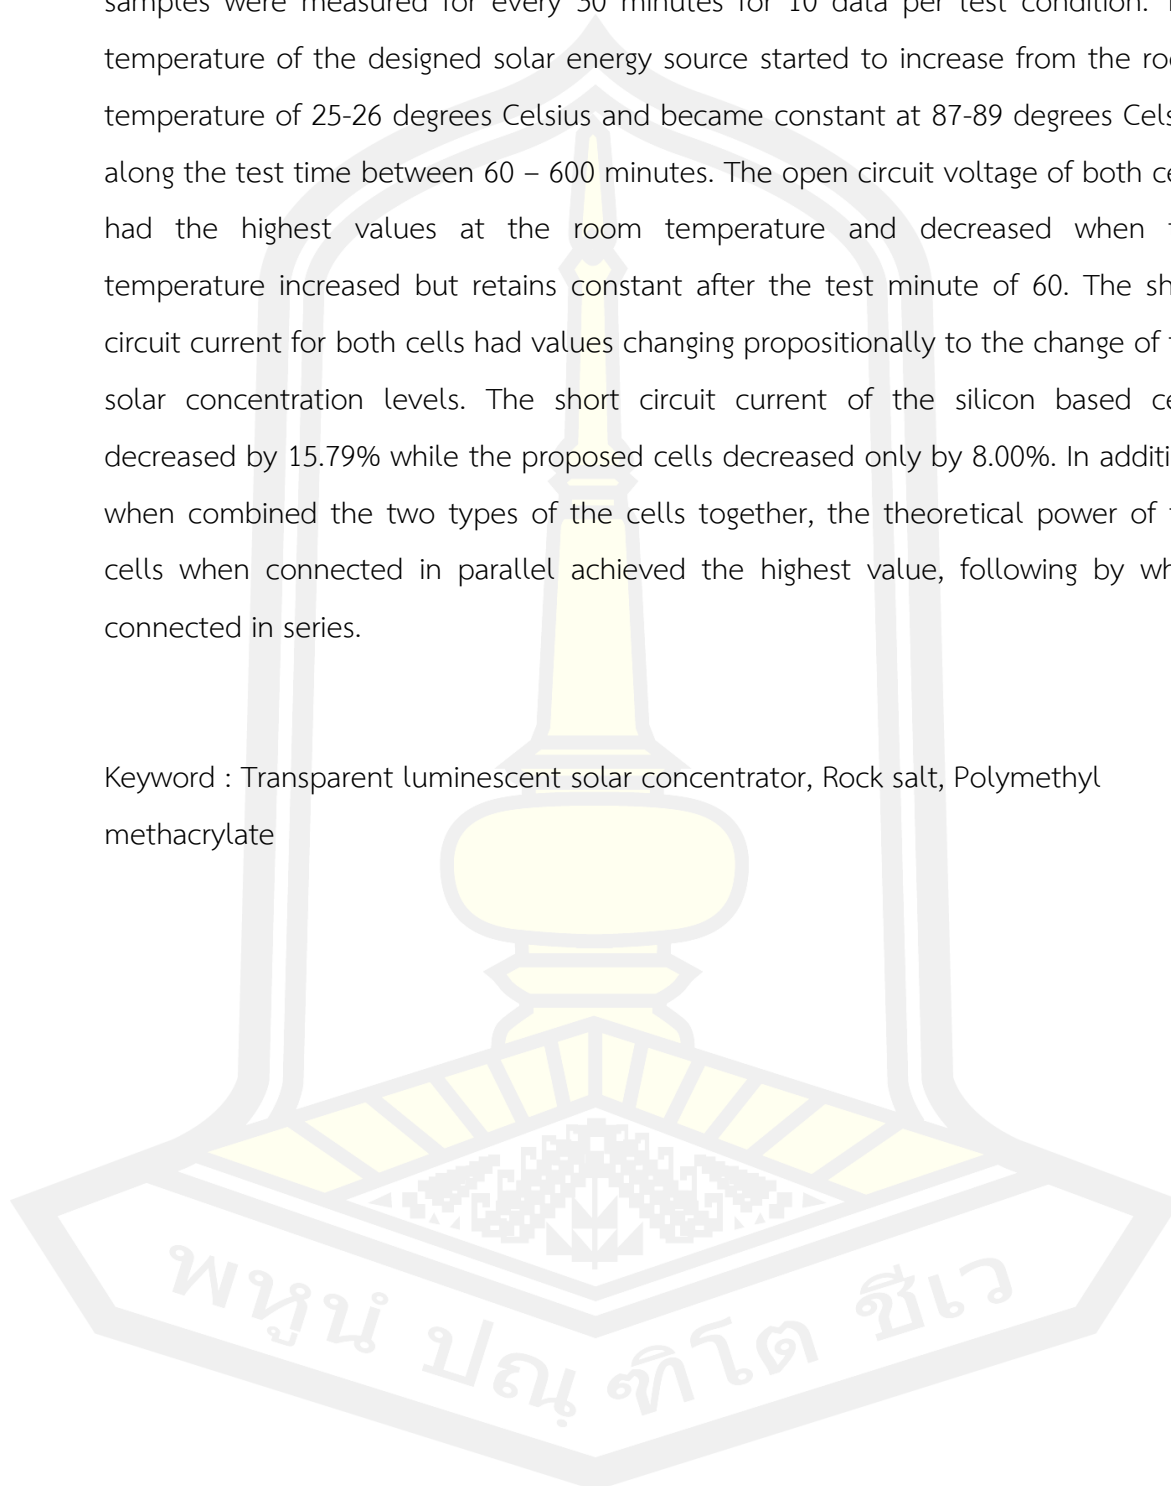 samples were measured for every 30 minutes for 10 data per test condition.
temperature of the designed solar energy source started to increase from the
temperature of 25-26 degrees Celsius and became constant at 87-89 degrees
along the test time between 60 – 600 minutes. The open circuit voltage of both
had the highest values at the room temperature and decreased when
temperature increased but retains constant after the test minute of 60. The
circuit current for both cells had values changing propositionally to the change of
solar concentration levels. The short circuit current of the silicon based
decreased by 15.79% while the proposed cells decreased only by 8.00%. In
when combined the two types of the cells together, the theoretical power of
cells when connected in parallel achieved the highest value, following by
connected in series.
Keyword : Transparent luminescent solar concentrator, Rock salt, Polymethyl
methacrylate
พหูนํ ปณฺฑิโต ชีเว